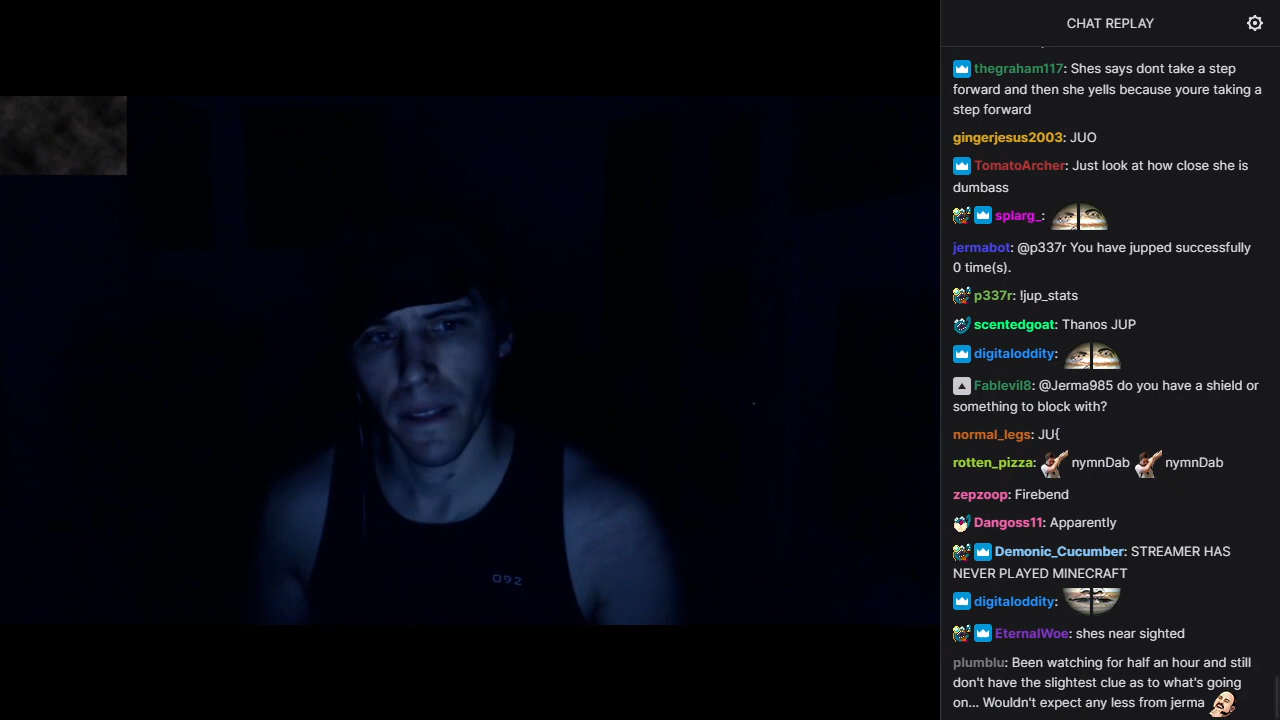 CHAT REPLAY
thegraham117: Shes says dont take a step
forward and then she yells because youre taking a
step forward
gingerjesus2003: JUO
TomatoArcher: Just look at how close she is
dumbass
splarg_:
jermabot: @p337r You have jupped successfully
0 time(s).
p337r: ljup_stats
scentedgoat: Thanos JUP
digitaloddity:
Fablevil8: @Jerma985 do you have a shield or
something to block with?
normal_legs: JU{
rotten_pizza: nymnDab nymnDab
zepzoop: Firebend
Dangoss11: Apparently
Demonic_Cucumber: STREAMER HAS
NEVER PLAYED MINECRAFT
digitaloddity:
EternalWoe: shes near sighted
plumblu: Been watching for half an hour and still
don't have the slightest clue as to what's going
on... Wouldn't expect any less from jerma
092